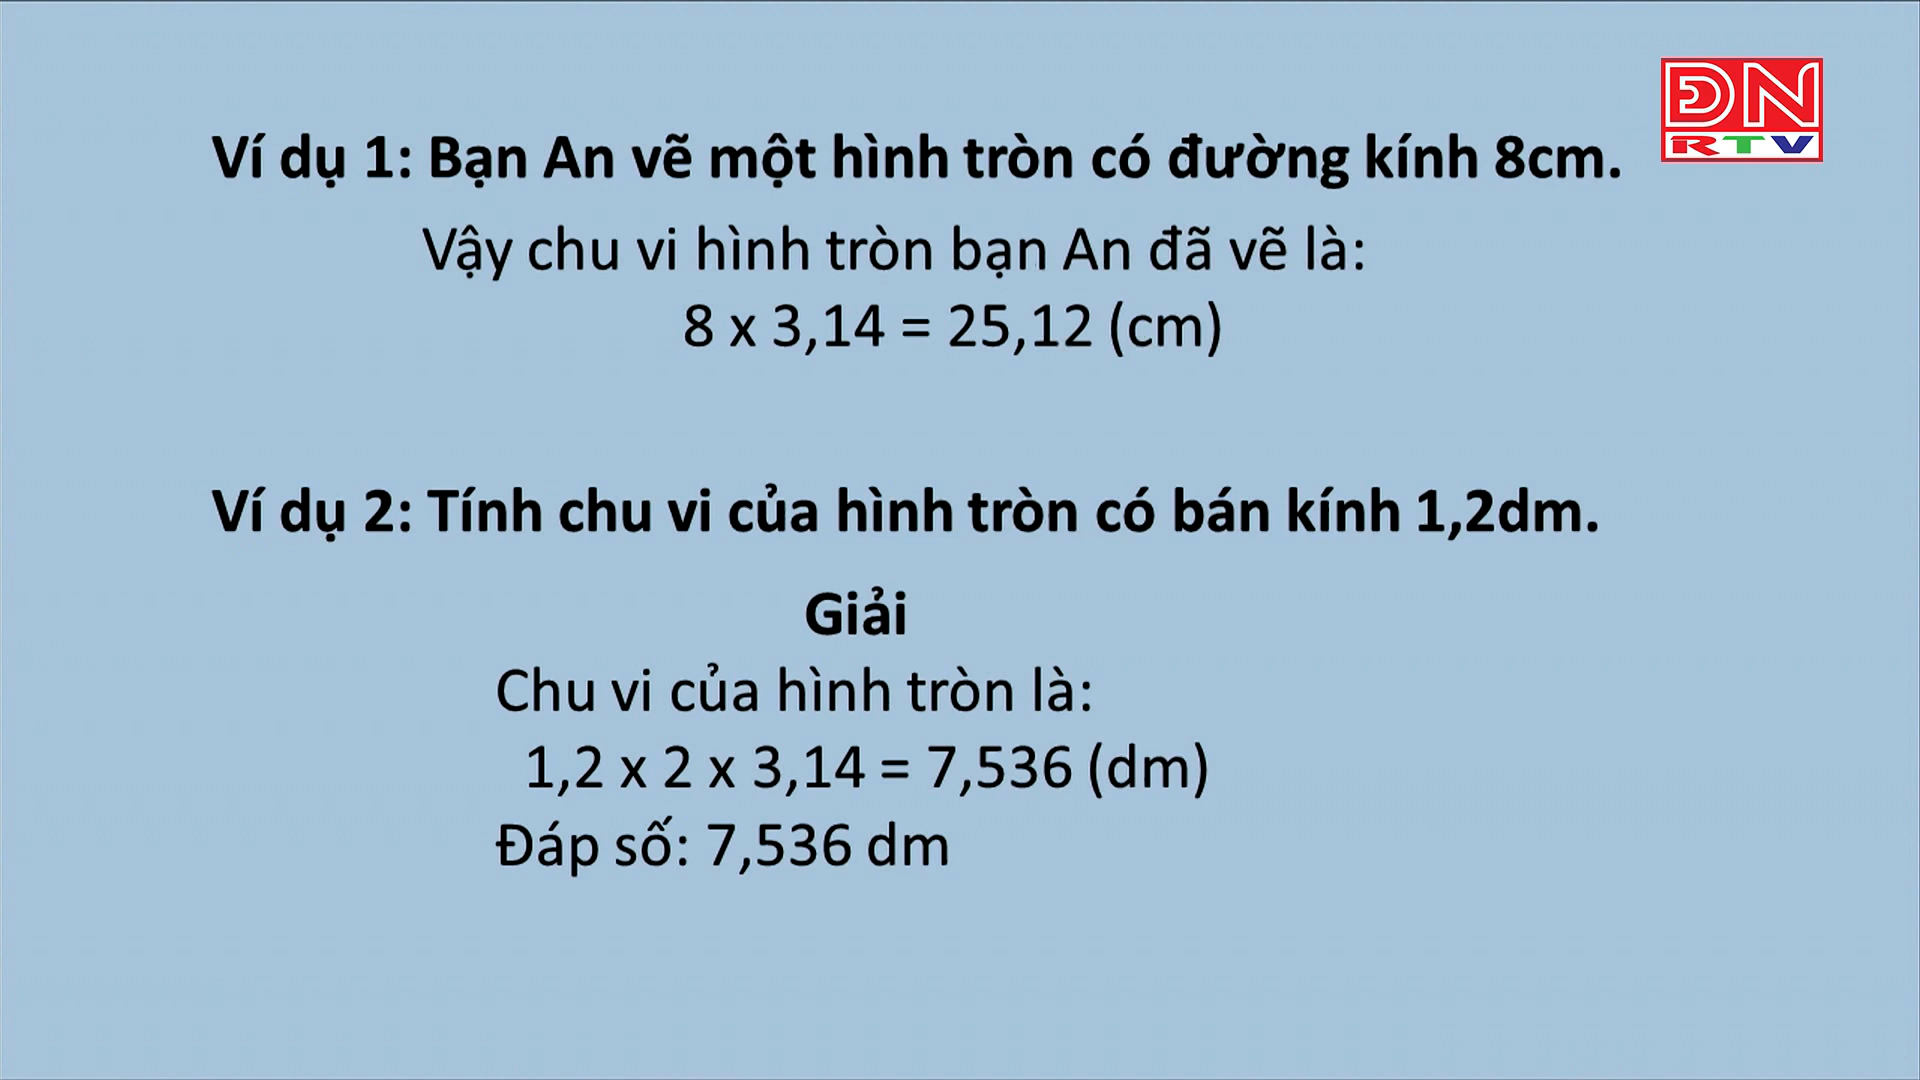 ĐN
RTV
Ví dụ 1: Bạn An vẽ một hình tròn có đường kính 8cm.
Vậy chu vi hình tròn bạn An đã vẽ là:
8 x 3,14 = 25,12 (cm)
Ví dụ 2: Tính chu vi của hình tròn có bán kính 1,2dm.
Giải
Chu vi của hình tròn là:
1,2 x 2 x 3,14 = 7,536 (dm)
Đáp số: 7,536 dm